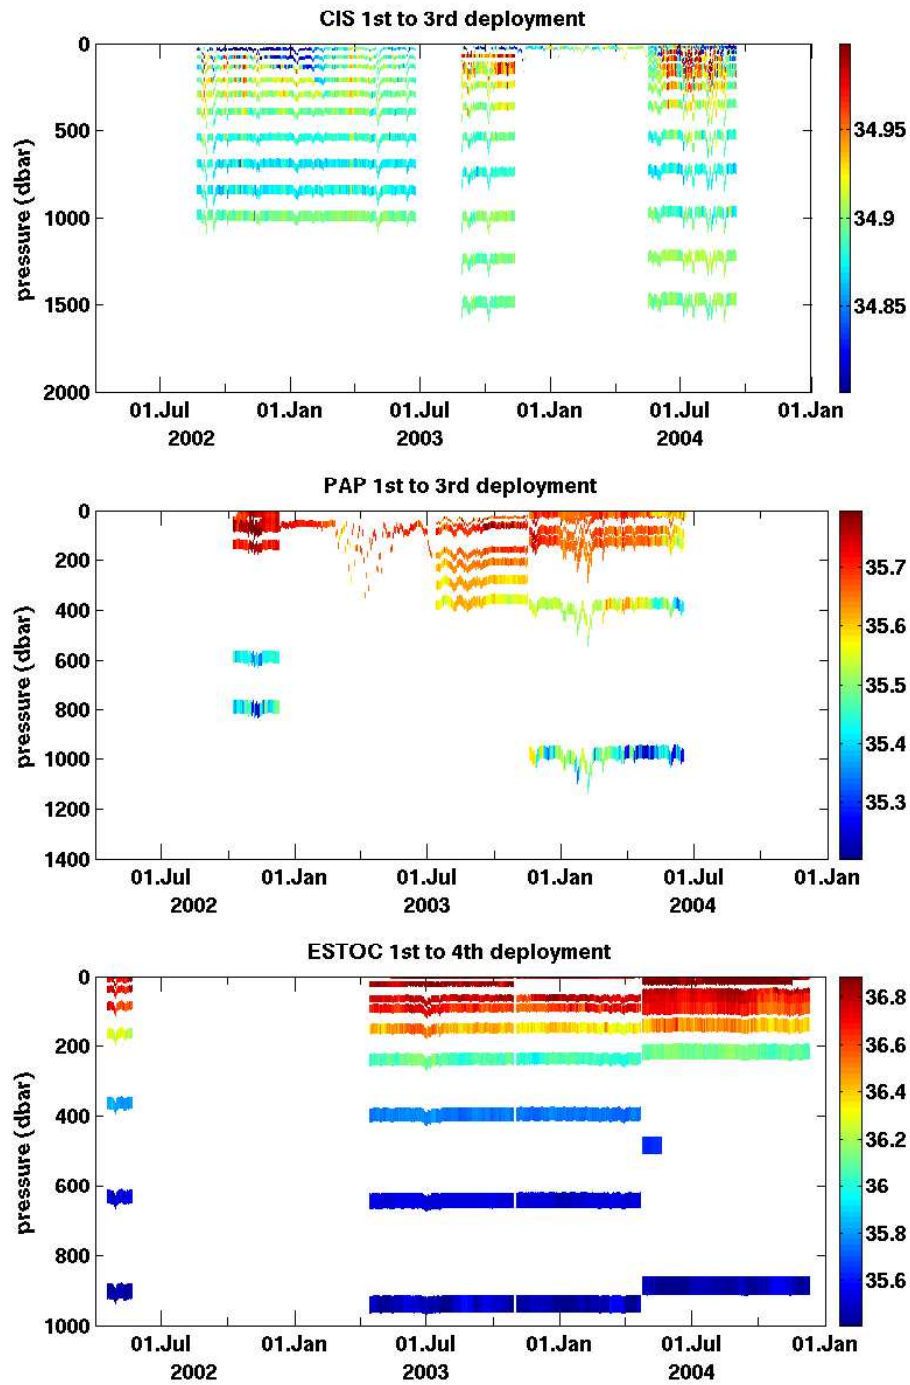 CIS 1st to 3rd deployment
0
500
1000
1500
2000
pressure (dbar)
34.95
34.9
34.85
01.Jul 01.Jan 01.Jul 01.Jan 01.Jul 01.Jan
2002 2003 2004
PAP 1st to 3rd deployment
0
200
400
600
800
1000
1200
1400
pressure (dbar)
35.7
35.6
35.5
35.4
35.3
01.Jul 01.Jan 01.Jul 01.Jan 01.Jul 01.Jan
2002 2003 2004
ESTOC 1st to 4th deployment
0
200
400
600
800
1000
pressure (dbar)
36.8
36.6
36.4
36.2
36
35.8
35.6
01.Jul 01.Jan 01.Jul 01.Jan 01.Jul 01.Jan
2002 2003 2004